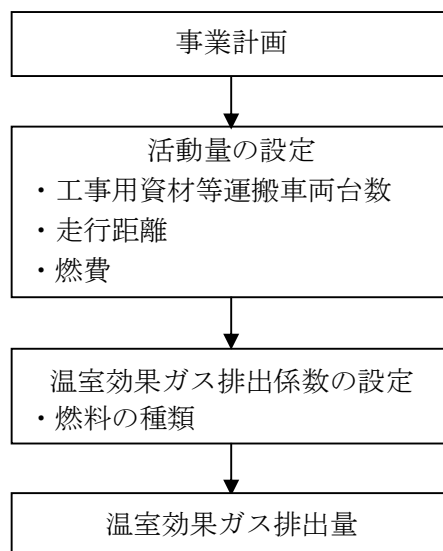 事業計画
活動量の設定
・工事用資材等運搬車両台数
・走行距離
・燃費
温室効果ガス排出係数の設定
・燃料の種類
温室効果ガス排出量